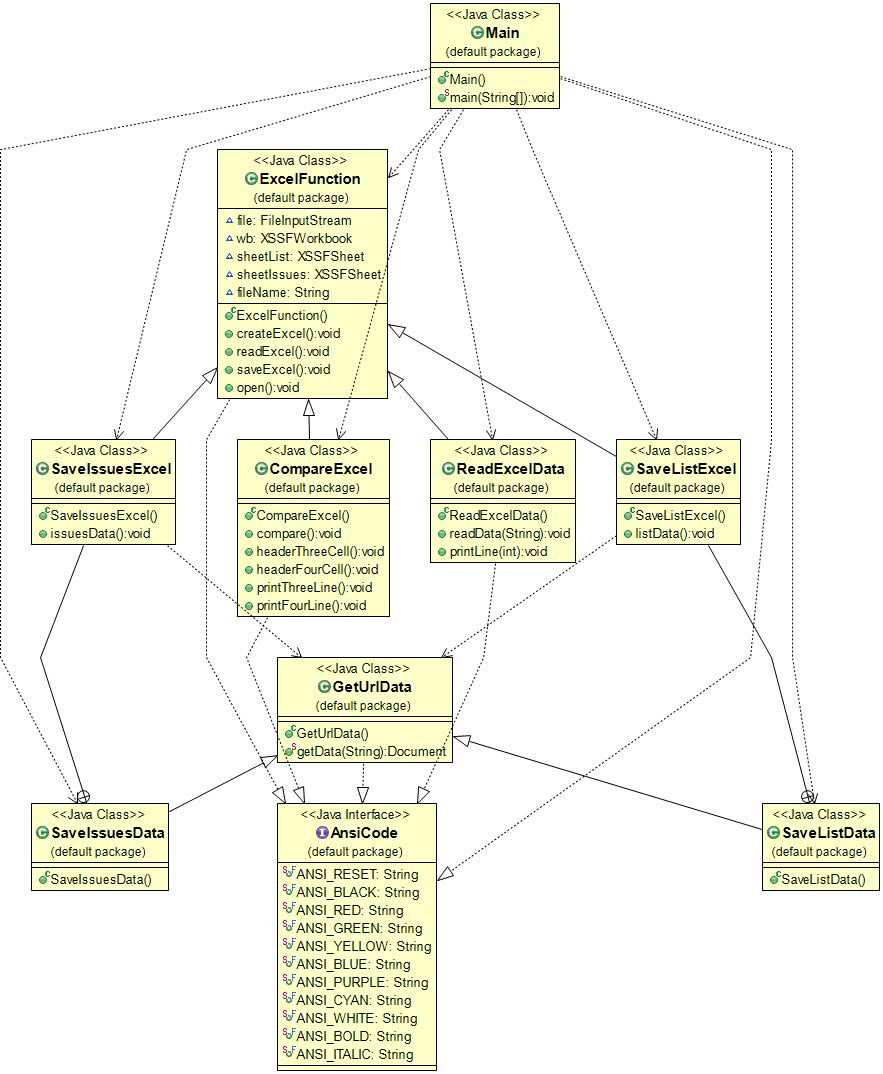 <<Java Class>>
Main
(default package)
Main()
main(String[]):void
<<Java Class>>
ExcelFunction
(default package)
file: FileInputStream
wb: XSSFWorkbook
sheetList: XSSFSheet
sheetIssues: XSSFSheet
fileName: String
ExcelFunction()
createExcel():void
readExcel():void
saveExcel():void
open():void
<<Java Class>>
SaveIssuesExcel
(default package)
SaveIssuesExcel()
issuesData():void
<<Java Class>>
CompareExcel
(default package)
CompareExcel()
compare():void
headerThreeCell():void
headerFourCell():void
printThreeLine():void
printFourLine():void
<<Java Class>>
ReadExcelData
(default package)
ReadExcelData()
readData(String):void
printLine(int):void
<<Java Class>>
SaveListExcel
(default package)
SaveListExcel()
listData():void
<<Java Class>>
GetUrlData
(default package)
GetUrlData()
getData(String):Document
<<Java Class>>
SaveIssuesData
(default package)
SaveIssuesData()
<<Java Interface>>
AnsiCode
(default package)
ANSI_RESET: String
ANSI_BLACK: String
ANSI_RED: String
ANSI_GREEN: String
ANSI_YELLOW: String
ANSI_BLUE: String
ANSI_PURPLE: String
ANSI_CYAN: String
ANSI_WHITE: String
ANSI_BOLD: String
ANSI_ITALIC: String
<<Java Class>>
SaveListData
(default package)
SaveListData()